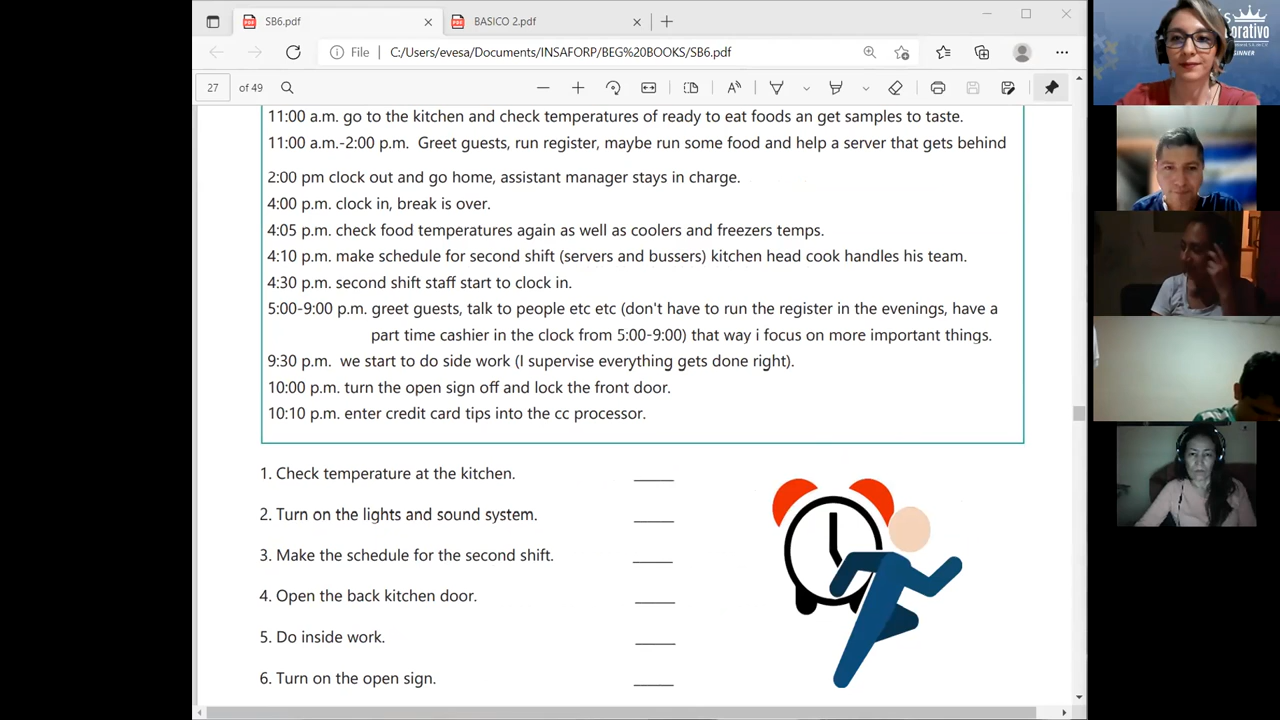 SB6.pdf
BASICO 2.pdf
File
C:/Users/evesa/Documents/INSAFORP/BEG%20BOOKS/SB6.pdf
orativo
INNER
27 of 49
11:00 a.m. go to the kitchen and check temperatures of ready to eat foods an get samples to taste.
11:00 a.m.-2:00 p.m. Greet guests, run register, maybe run some food and help a server that gets behind
2:00 pm clock out and go home, assistant manager stays in charge.
4:00 p.m. clock in, break is over.
4:05 p.m. check food temperatures again as well as coolers and freezers temps.
4:10 p.m. make schedule for second shift (servers and bussers) kitchen head cook handles his team.
4:30 p.m. second shift staff start to clock in.
5:00-9:00 p.m. greet guests, talk to people etc etc (don't have to run the register in the evenings, have a
part time cashier in the clock from 5:00-9:00) that way i focus on more important things.
9:30 p.m. we start to do side work (I supervise everything gets done right).
10:00 p.m. turn the open sign off and lock the front door.
10:10 p.m. enter credit card tips into the cc processor.
1. Check temperature at the kitchen. _____
2. Turn on the lights and sound system. _____
3. Make the schedule for the second shift. _____
4. Open the back kitchen door. _____
5. Do inside work. _____
6. Turn on the open sign. _____